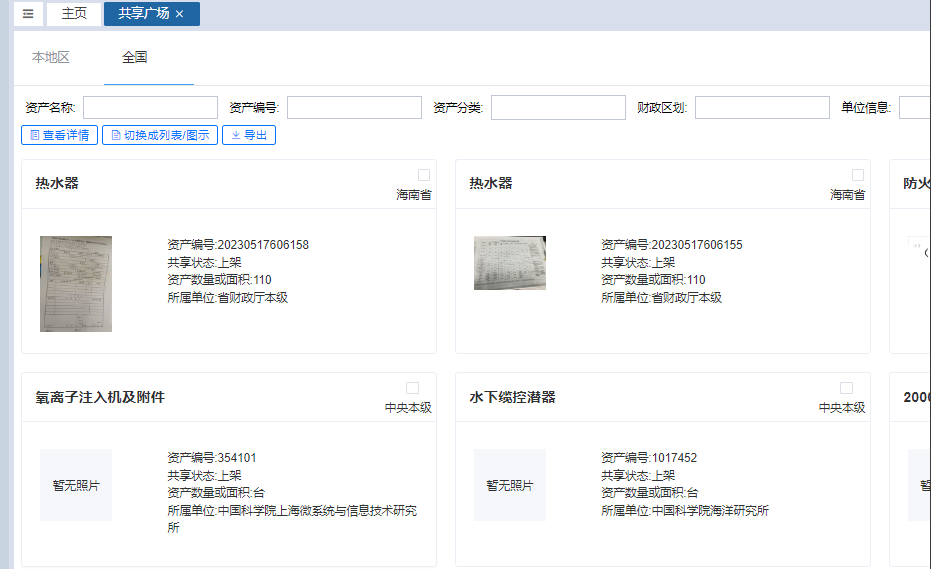 主页
共享广场 ×
本地区
全国
资产名称:
资产编号:
资产分类:
财政区划:
单位信息:
查看详情
切换成列表/图示
导出
热水器
海南省
资产编号:20230517606158
共享状态:上架
资产数量或面积:110
所属单位:省财政厅本级
热水器
海南省
资产编号:20230517606155
共享状态:上架
资产数量或面积:110
所属单位:省财政厅本级
防火
氧离子注入机及附件
中央本级
暂无照片
资产编号:354101
共享状态:上架
资产数量或面积:台
所属单位:中国科学院上海微系统与信息技术研究
所
水下缆控潜器
中央本级
暂无照片
资产编号:1017452
共享状态:上架
资产数量或面积:台
所属单位:中国科学院海洋研究所
200